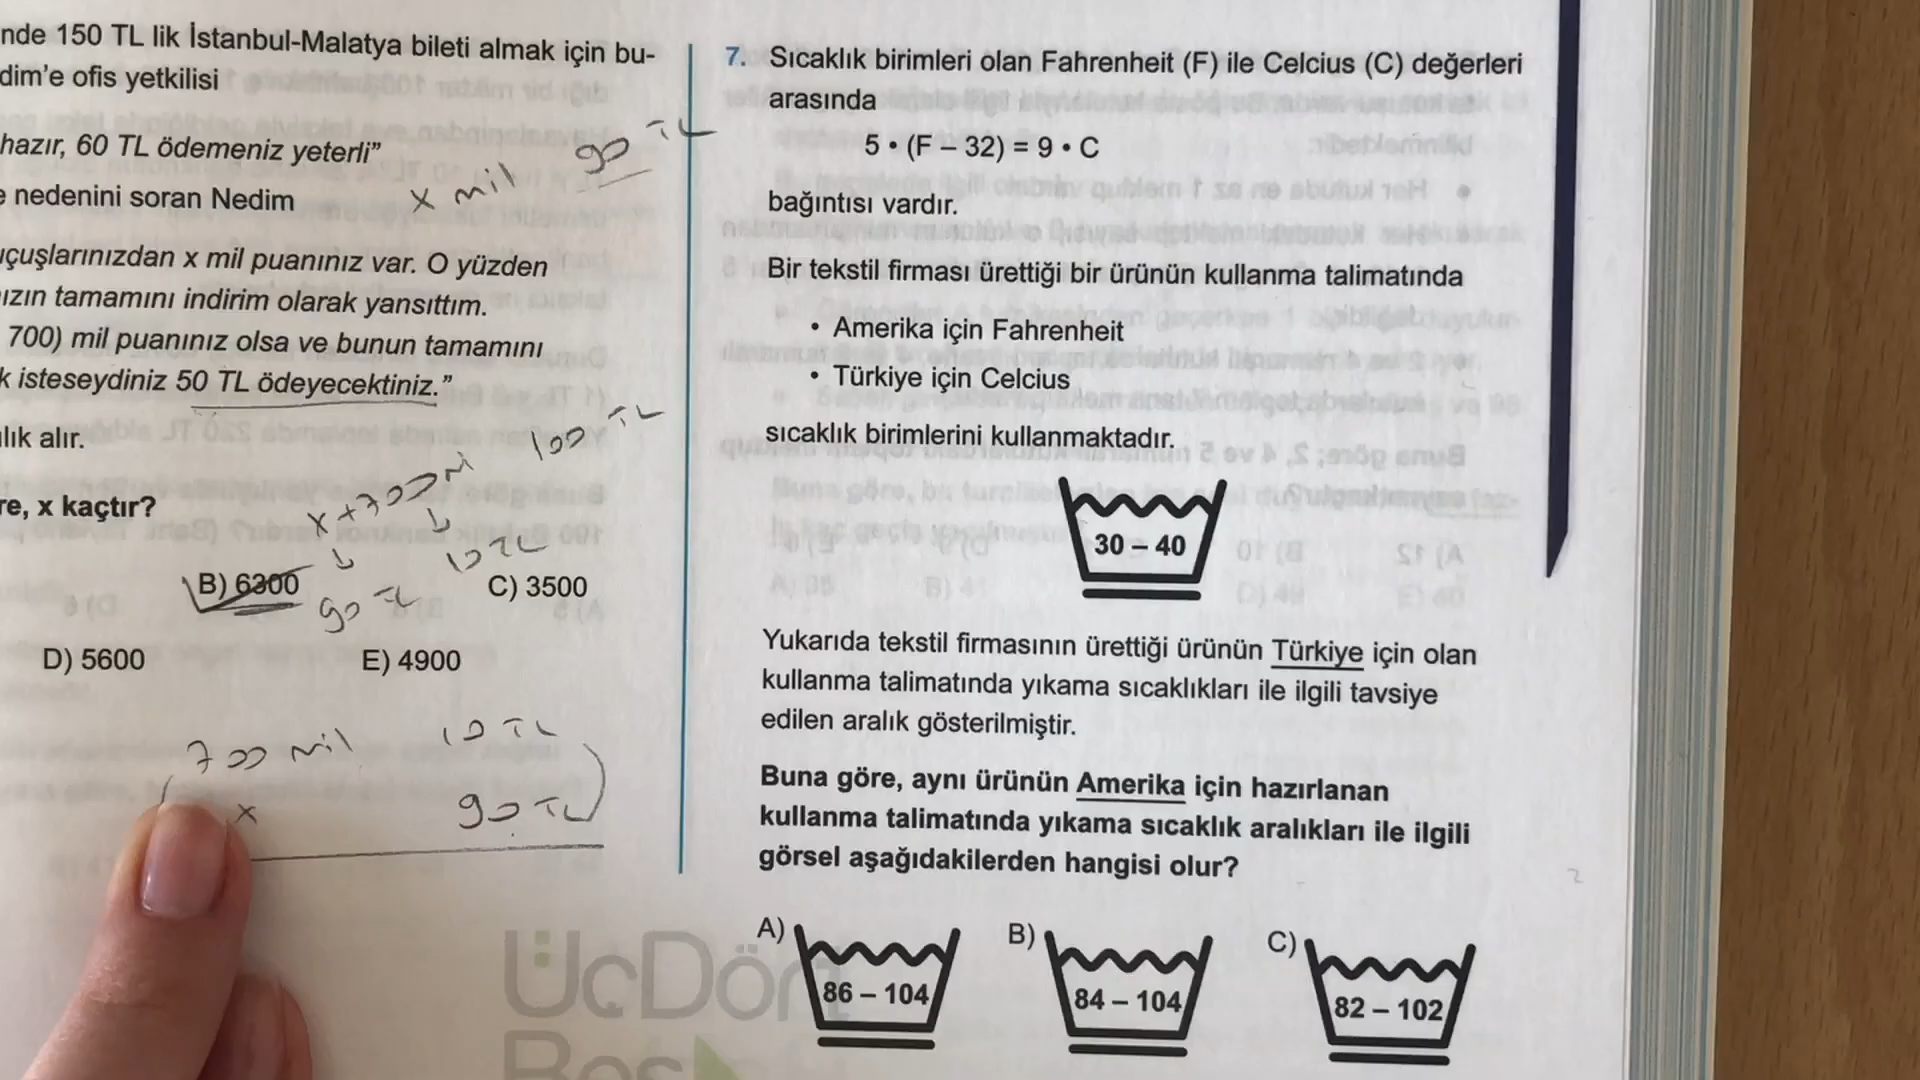 nde 150 TL lik İstanbul-Malatya bileti almak için bu-
dim'e ofis yetkilisi
hazır, 60 TL ödemeniz yeterli”
90 TL
e nedenini soran Nedim
x mil
uçuşlarınızdan x mil puanınız var. O yüzden
ızın tamamını indirim olarak yansıttım.
700) mil puanınız olsa ve bunun tamamını
k isteseydiniz 50 TL ödeyecektiniz.”
lık alır.
100 TL
x + 700 mil
re, x kaçtır?
10 TL
90 TL
B) 6300
C) 3500
D) 5600
E) 4900
700 mil 10 TL
x 90 TL
7. Sıcaklık birimleri olan Fahrenheit (F) ile Celcius (C) değerleri
arasında
5 • (F – 32) = 9 • C
bağıntısı vardır.
Bir tekstil firması ürettiği bir ürünün kullanma talimatında
• Amerika için Fahrenheit
• Türkiye için Celcius
sıcaklık birimlerini kullanmaktadır.
30 – 40
Yukarıda tekstil firmasının ürettiği ürünün Türkiye için olan
kullanma talimatında yıkama sıcaklıkları ile ilgili tavsiye
edilen aralık gösterilmiştir.
Buna göre, aynı ürünün Amerika için hazırlanan
kullanma talimatında yıkama sıcaklık aralıkları ile ilgili
görsel aşağıdakilerden hangisi olur?
A) 86 – 104
B) 84 – 104
C) 82 – 102